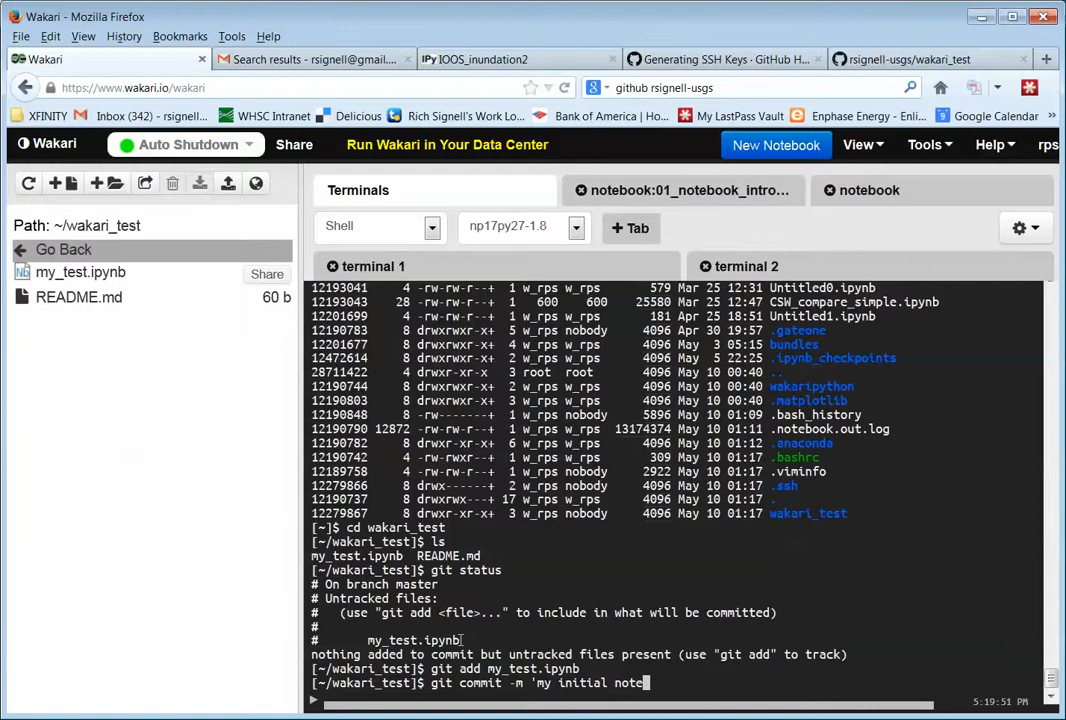 Wakari - Mozilla Firefox
File Edit View History Bookmarks Tools Help
Wakari
Search results - rsignell@gmail....
IPy IOOS_inundation2
Generating SSH Keys · GitHub H...
rsignell-usgs/wakari_test
https://www.wakari.io/wakari
github rsignell-usgs
XFINITY Inbox (342) - rsignell... WHSC Intranet Delicious Rich Signell's Work Lo... Bank of America | Ho... My LastPass Vault Enphase Energy - Enli... Google Calendar
Wakari Auto Shutdown Share Run Wakari in Your Data Center New Notebook View Tools Help rps
Terminals notebook:01_notebook_intro... notebook
Path: ~/wakari_test
Go Back
Nb my_test.ipynb Share
README.md 60 b
Shell np17py27-1.8 + Tab
terminal 1 terminal 2
12193041 4 -rw-rw-r--+ 1 w_rps w_rps 579 Mar 25 12:31 Untitled0.ipynb
12193043 28 -rw-rw-r--+ 1 600 600 25580 Mar 25 12:47 CSW_compare_simple.ipynb
12201699 4 -rw-rw-r--+ 1 w_rps w_rps 181 Apr 25 18:51 Untitled1.ipynb
12190783 8 drwxrwxr-x+ 5 w_rps nobody 4096 Apr 30 19:57 .gateone
12201677 8 drwxrwxr-x+ 4 w_rps nobody 4096 May 3 05:15 bundles
12472614 8 drwxr-xr-x+ 2 w_rps w_rps 4096 May 5 22:25 .ipynb_checkpoints
28711422 4 drwxr-xr-x 3 root root 4096 May 10 00:40 ..
12190744 8 drwxrwxr-x+ 2 w_rps w_rps 4096 May 10 00:40 wakaripython
12190803 8 drwxrwxr-x+ 3 w_rps w_rps 4096 May 10 00:40 .matplotlib
12190848 8 -rw-------+ 1 w_rps nobody 5896 May 10 01:09 .bash_history
12190790 12872 -rw-rw-r--+ 1 w_rps w_rps 13174374 May 10 01:11 .notebook.out.log
12190782 8 drwxr-xr-x+ 6 w_rps w_rps 4096 May 10 01:12 .anaconda
12190742 4 -rwxrwxr-x+ 1 w_rps w_rps 309 May 10 01:17 .bashrc
12189758 4 -rw-------+ 1 w_rps nobody 2922 May 10 01:17 .viminfo
12279866 8 drwx------+ 2 w_rps w_rps 4096 May 10 01:17 .ssh
12190737 8 drwxrwx---+ 17 w_rps w_rps 4096 May 10 01:17 .
12279867 8 drwxrwxr-x+ 3 w_rps nobody 4096 May 10 01:17 wakari_test
[~]$ cd wakari_test
[~/wakari_test]$ ls
my_test.ipynb README.md
[~/wakari_test]$ git status
# On branch master
# Untracked files:
# (use "git add <file>..." to include in what will be committed)
#
# my_test.ipynb
nothing added to commit but untracked files present (use "git add" to track)
[~/wakari_test]$ git add my_test.ipynb
[~/wakari_test]$ git commit -m 'my initial note
5:19:51 PM